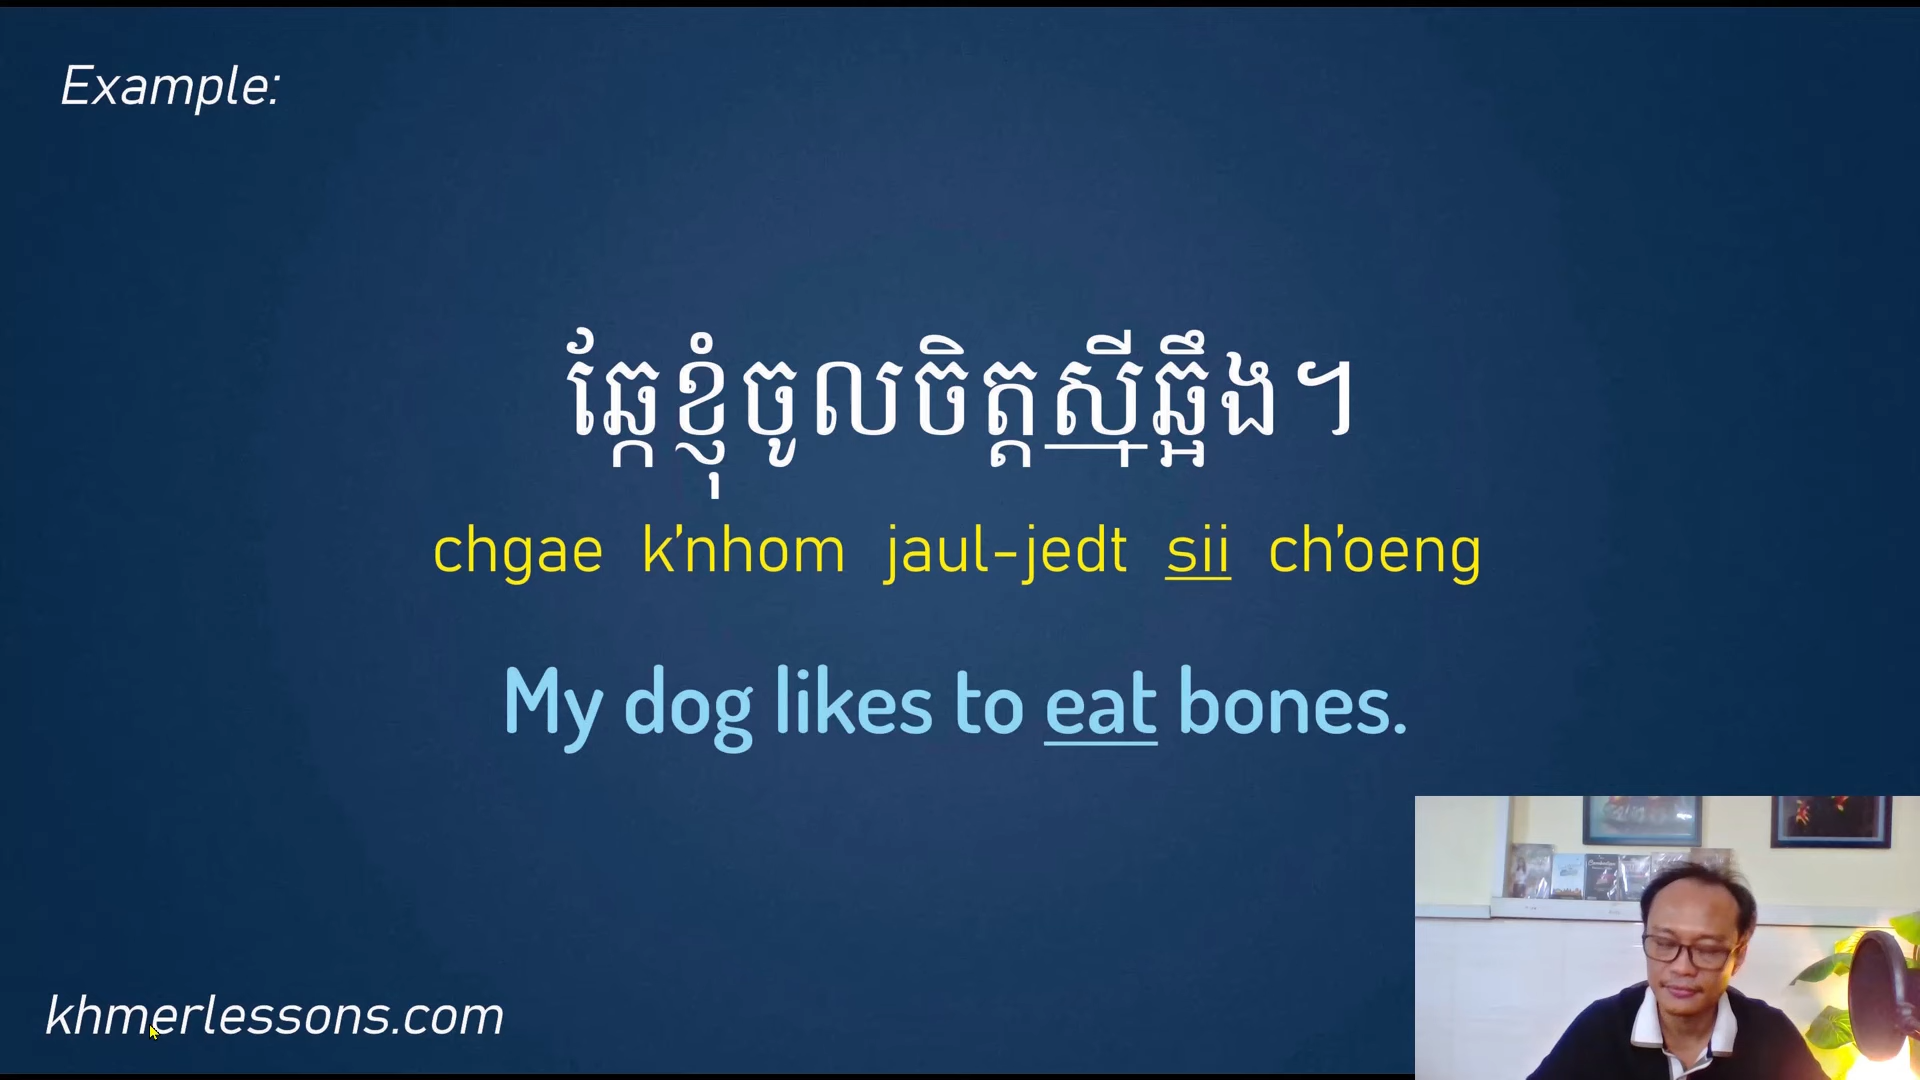 Example:
ឆ្កែខ្ញុំចូលចិត្តស៊ីឆ្អឹង។
chgae k’nhom jaul-jedt sii ch’oeng
My dog likes to eat bones.
khmerlessons.com